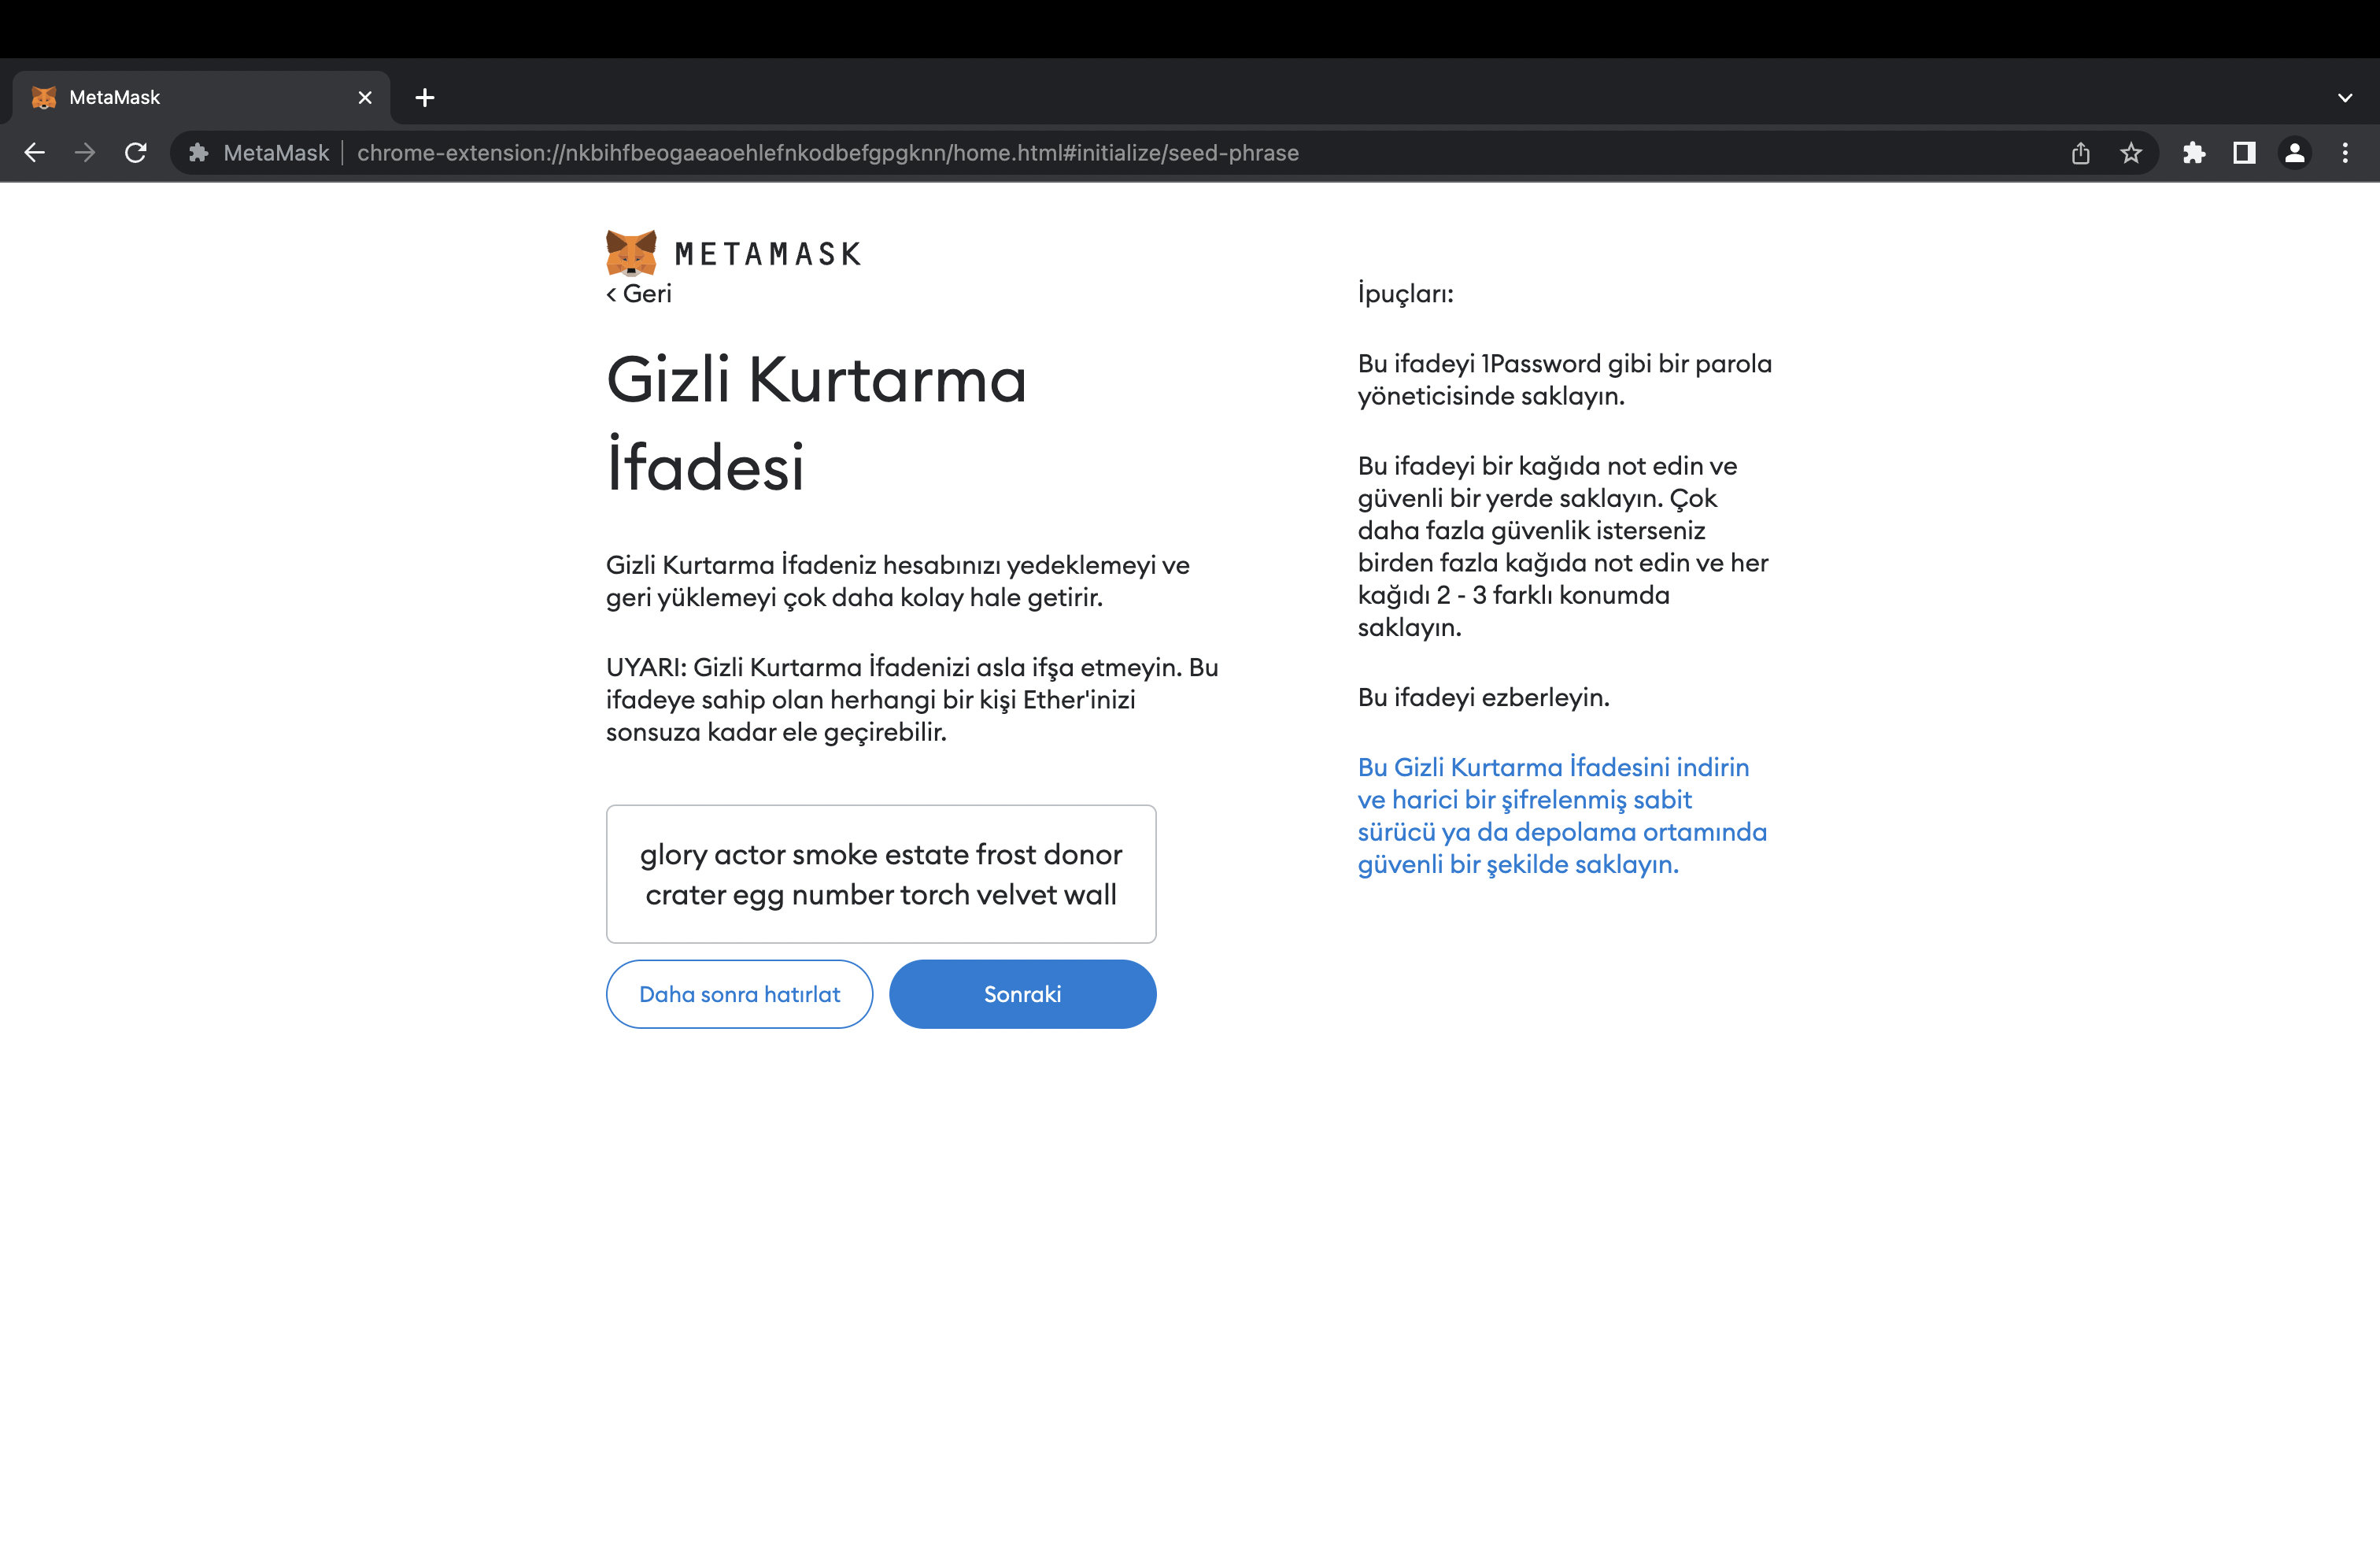 MetaMask
MetaMask
chrome-extension://nkbihfbeogaeaoehlefnkodbefgpgknn/home.html#initialize/seed-phrase
METAMASK
< Geri
Gizli Kurtarma
İfadesi
Gizli Kurtarma İfadeniz hesabınızı yedeklemeyi ve
geri yüklemeyi çok daha kolay hale getirir.
UYARI: Gizli Kurtarma İfadenizi asla ifşa etmeyin. Bu
ifadeye sahip olan herhangi bir kişi Ether'inizi
sonsuza kadar ele geçirebilir.
glory actor smoke estate frost donor
crater egg number torch velvet wall
Daha sonra hatırlat
Sonraki
İpuçları:
Bu ifadeyi 1Password gibi bir parola
yöneticisinde saklayın.
Bu ifadeyi bir kağıda not edin ve
güvenli bir yerde saklayın. Çok
daha fazla güvenlik isterseniz
birden fazla kağıda not edin ve her
kağıdı 2 - 3 farklı konumda
saklayın.
Bu ifadeyi ezberleyin.
Bu Gizli Kurtarma İfadesini indirin
ve harici bir şifrelenmiş sabit
sürücü ya da depolama ortamında
güvenli bir şekilde saklayın.